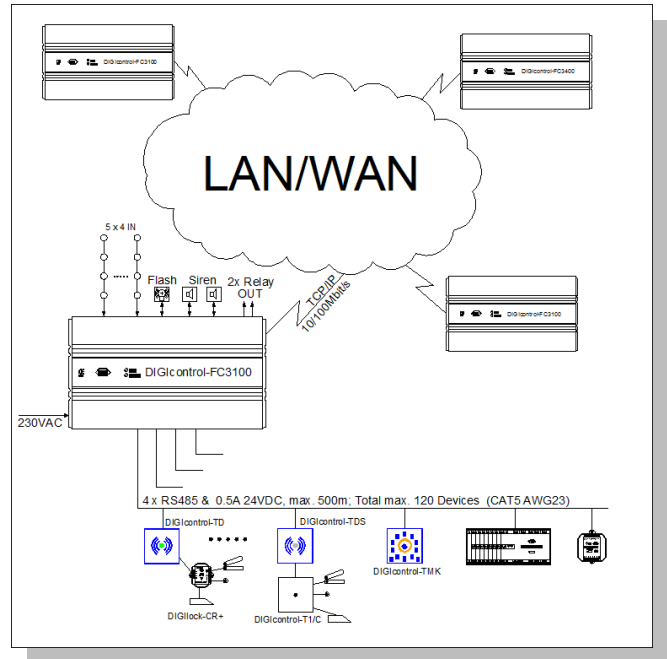 DIGIcontrol-FC3100
DIGIcontrol-FC3400
LAN/WAN
5 x 4 IN
Flash Siren 2x Relay
OUT
TCP/IP
10/100Mbit/s
DIGIcontrol-FC3100
DIGIcontrol-FC3100
230VAC
4 x RS485 & 0.5A 24VDC, max. 500m; Total max. 120 Devices (CAT5 AWG23)
DIGIcontrol-TD
DIGIcontrol-TDS
DIGIcontrol-TMK
DIGIlock-CR+
DIGIcontrol-T1/C